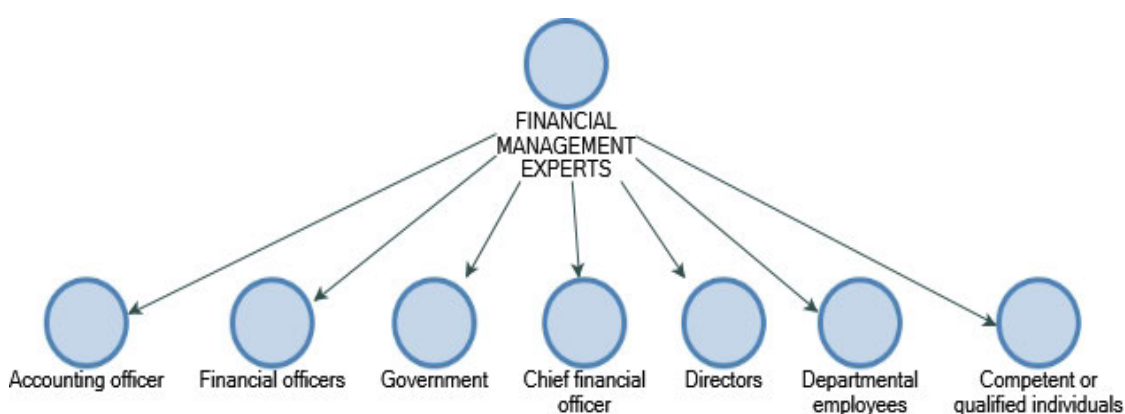 FINANCIAL
MANAGEMENT
EXPERTS
Accounting officer
Financial officers
Government
Chief financial
officer
Directors
Departmental
employees
Competent or
qualified individuals